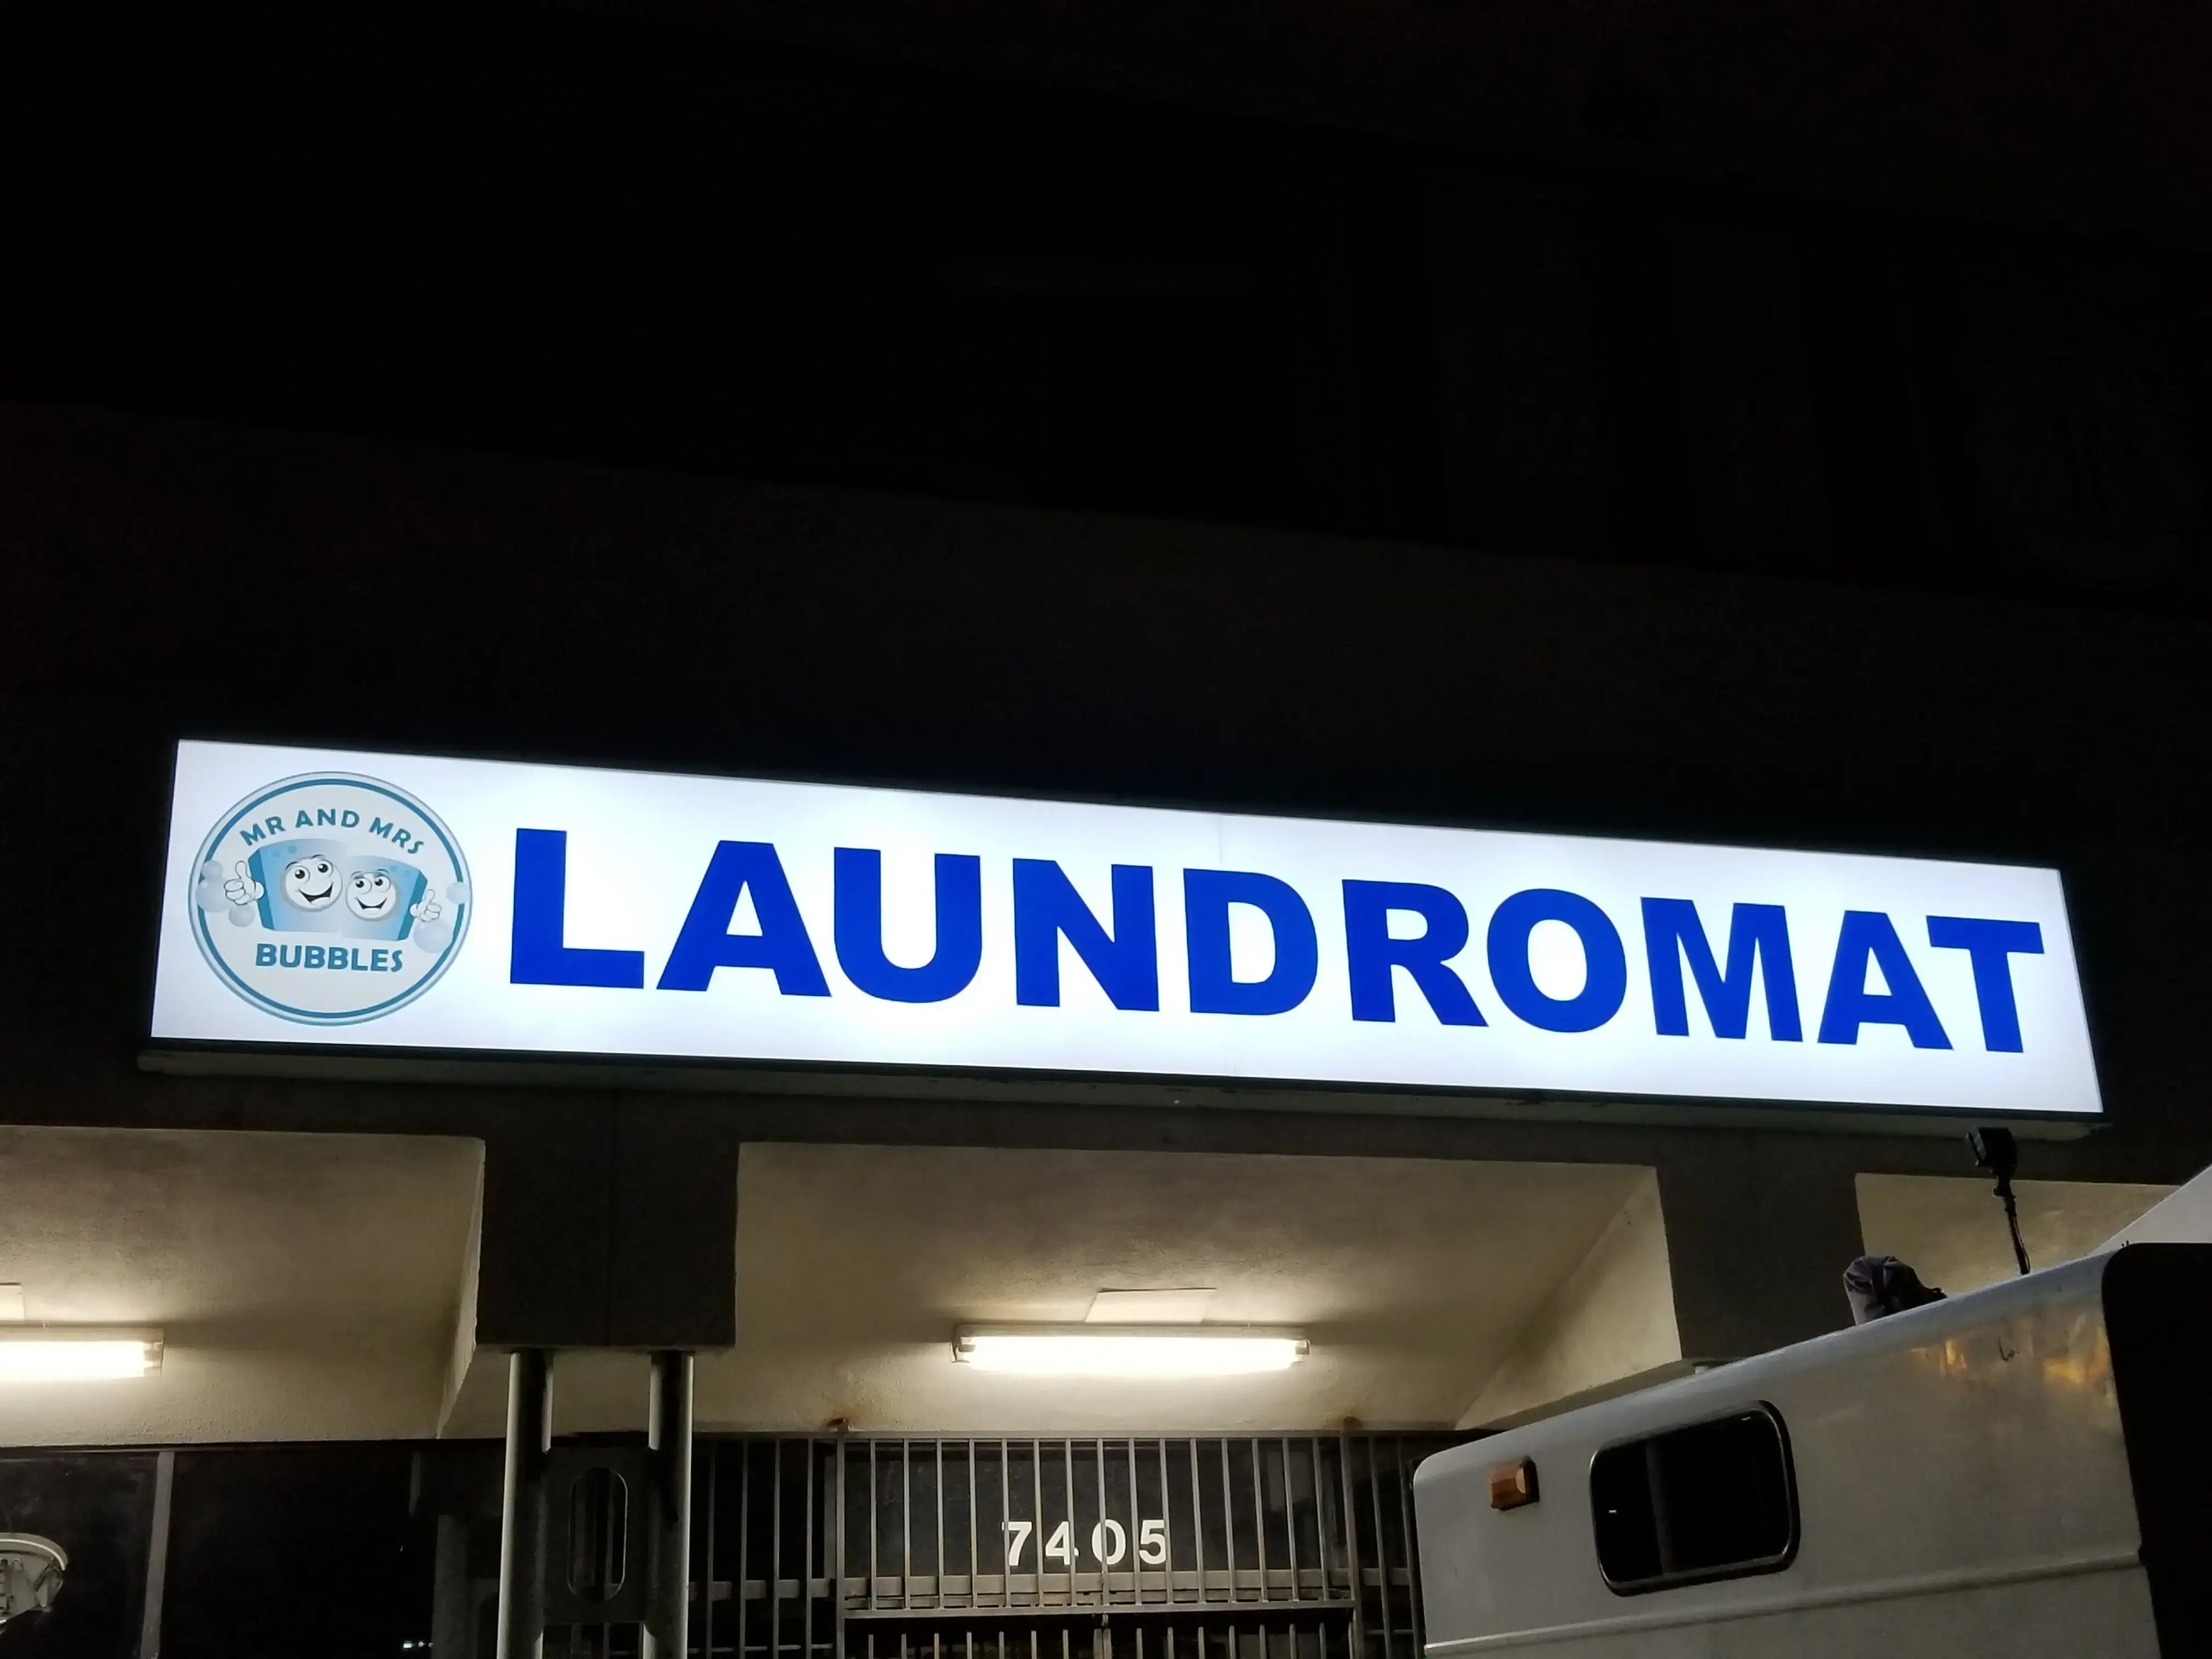 MR AND MRS
BUBBLES
LAUNDROMAT
7405